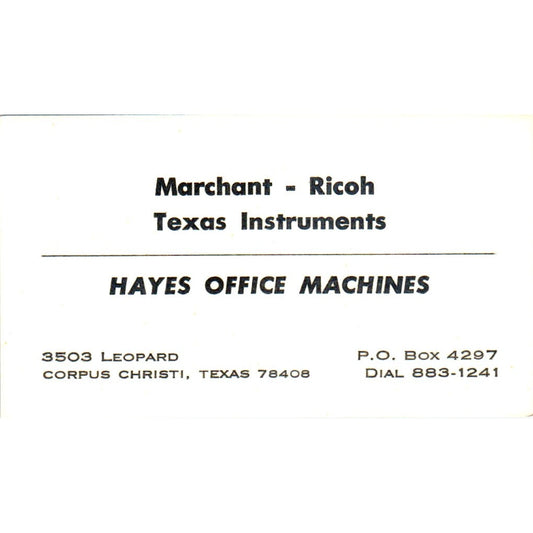 Marchant - Ricoh
Texas Instruments
HAYES OFFICE MACHINES
3503 Leopard
Corpus Christi, Texas 78408
P.O. Box 4297
Dial 883-1241